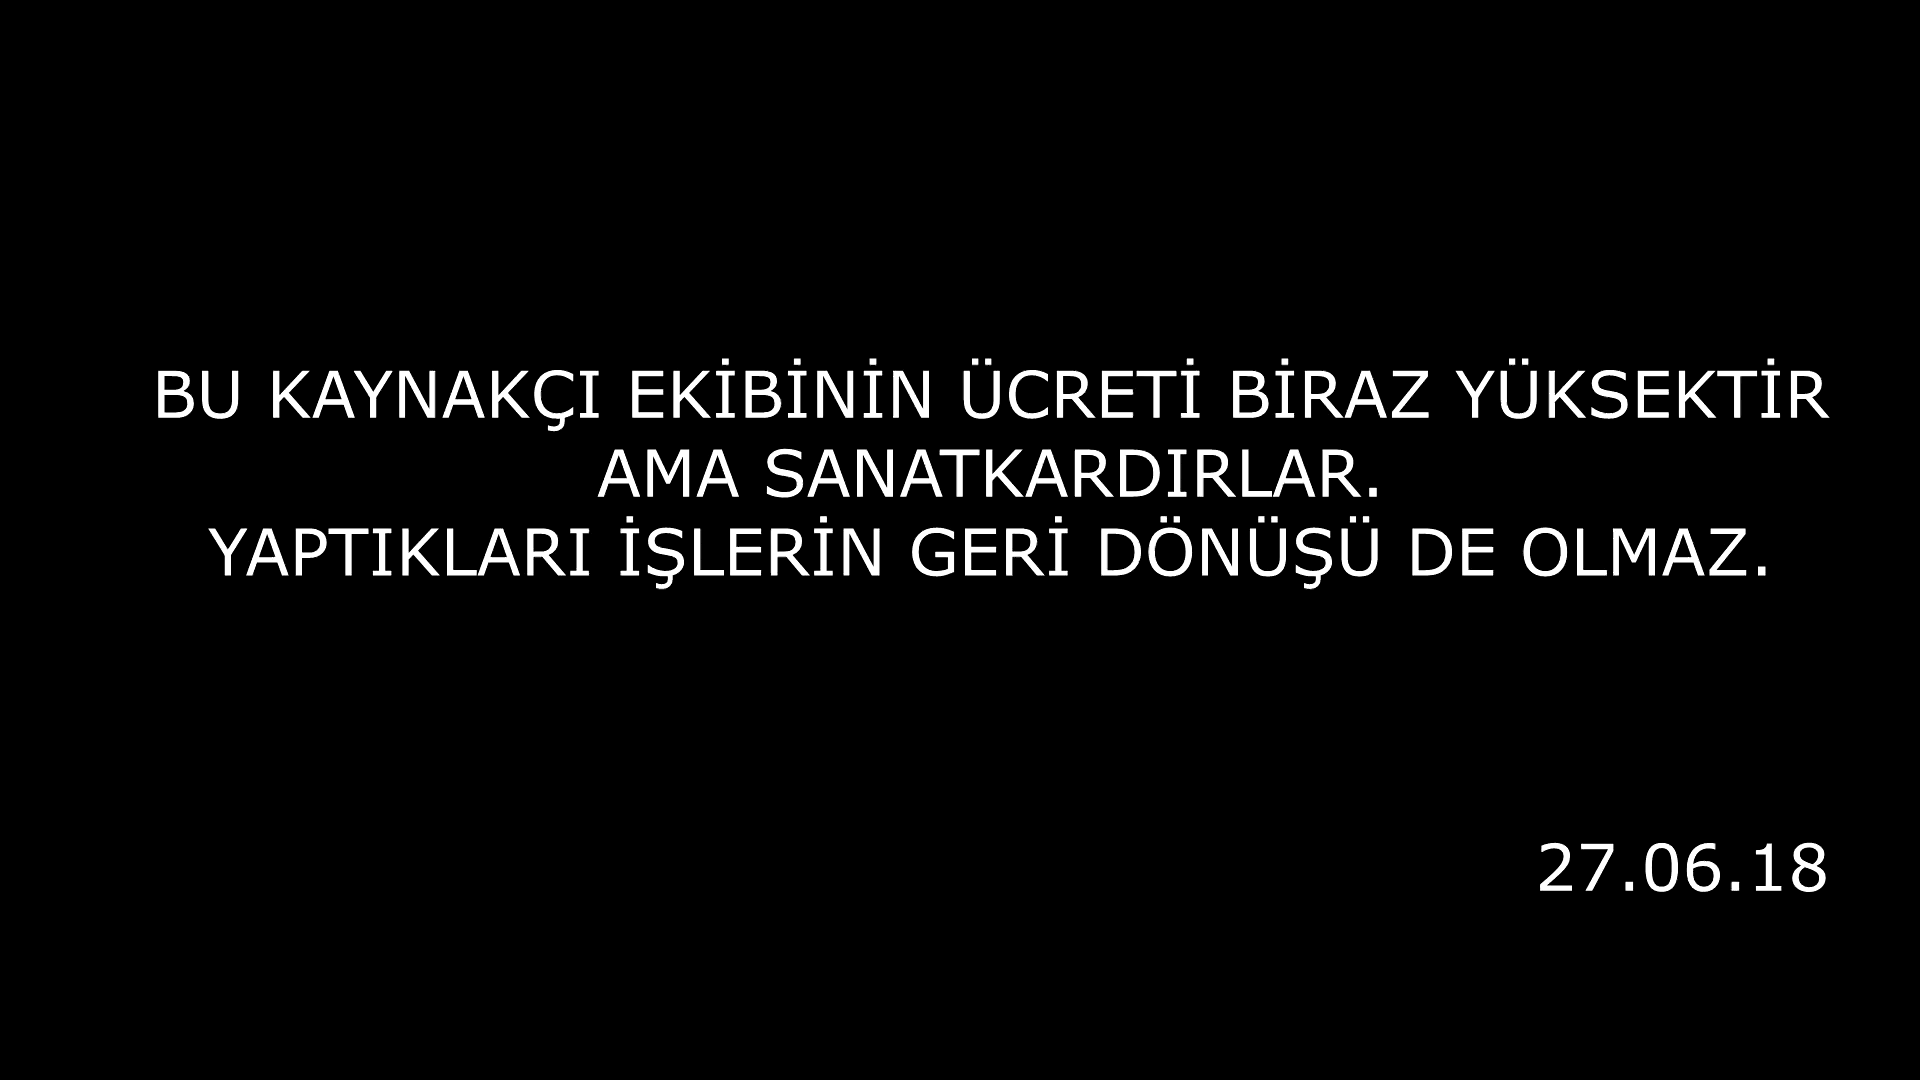 BU KAYNAKÇI EKİBİNİN ÜCRETİ BİRAZ YÜKSEKTİR
AMA SANATKARDIRLAR.
YAPTIKLARI İŞLERİN GERİ DÖNÜŞÜ DE OLMAZ.
27.06.18